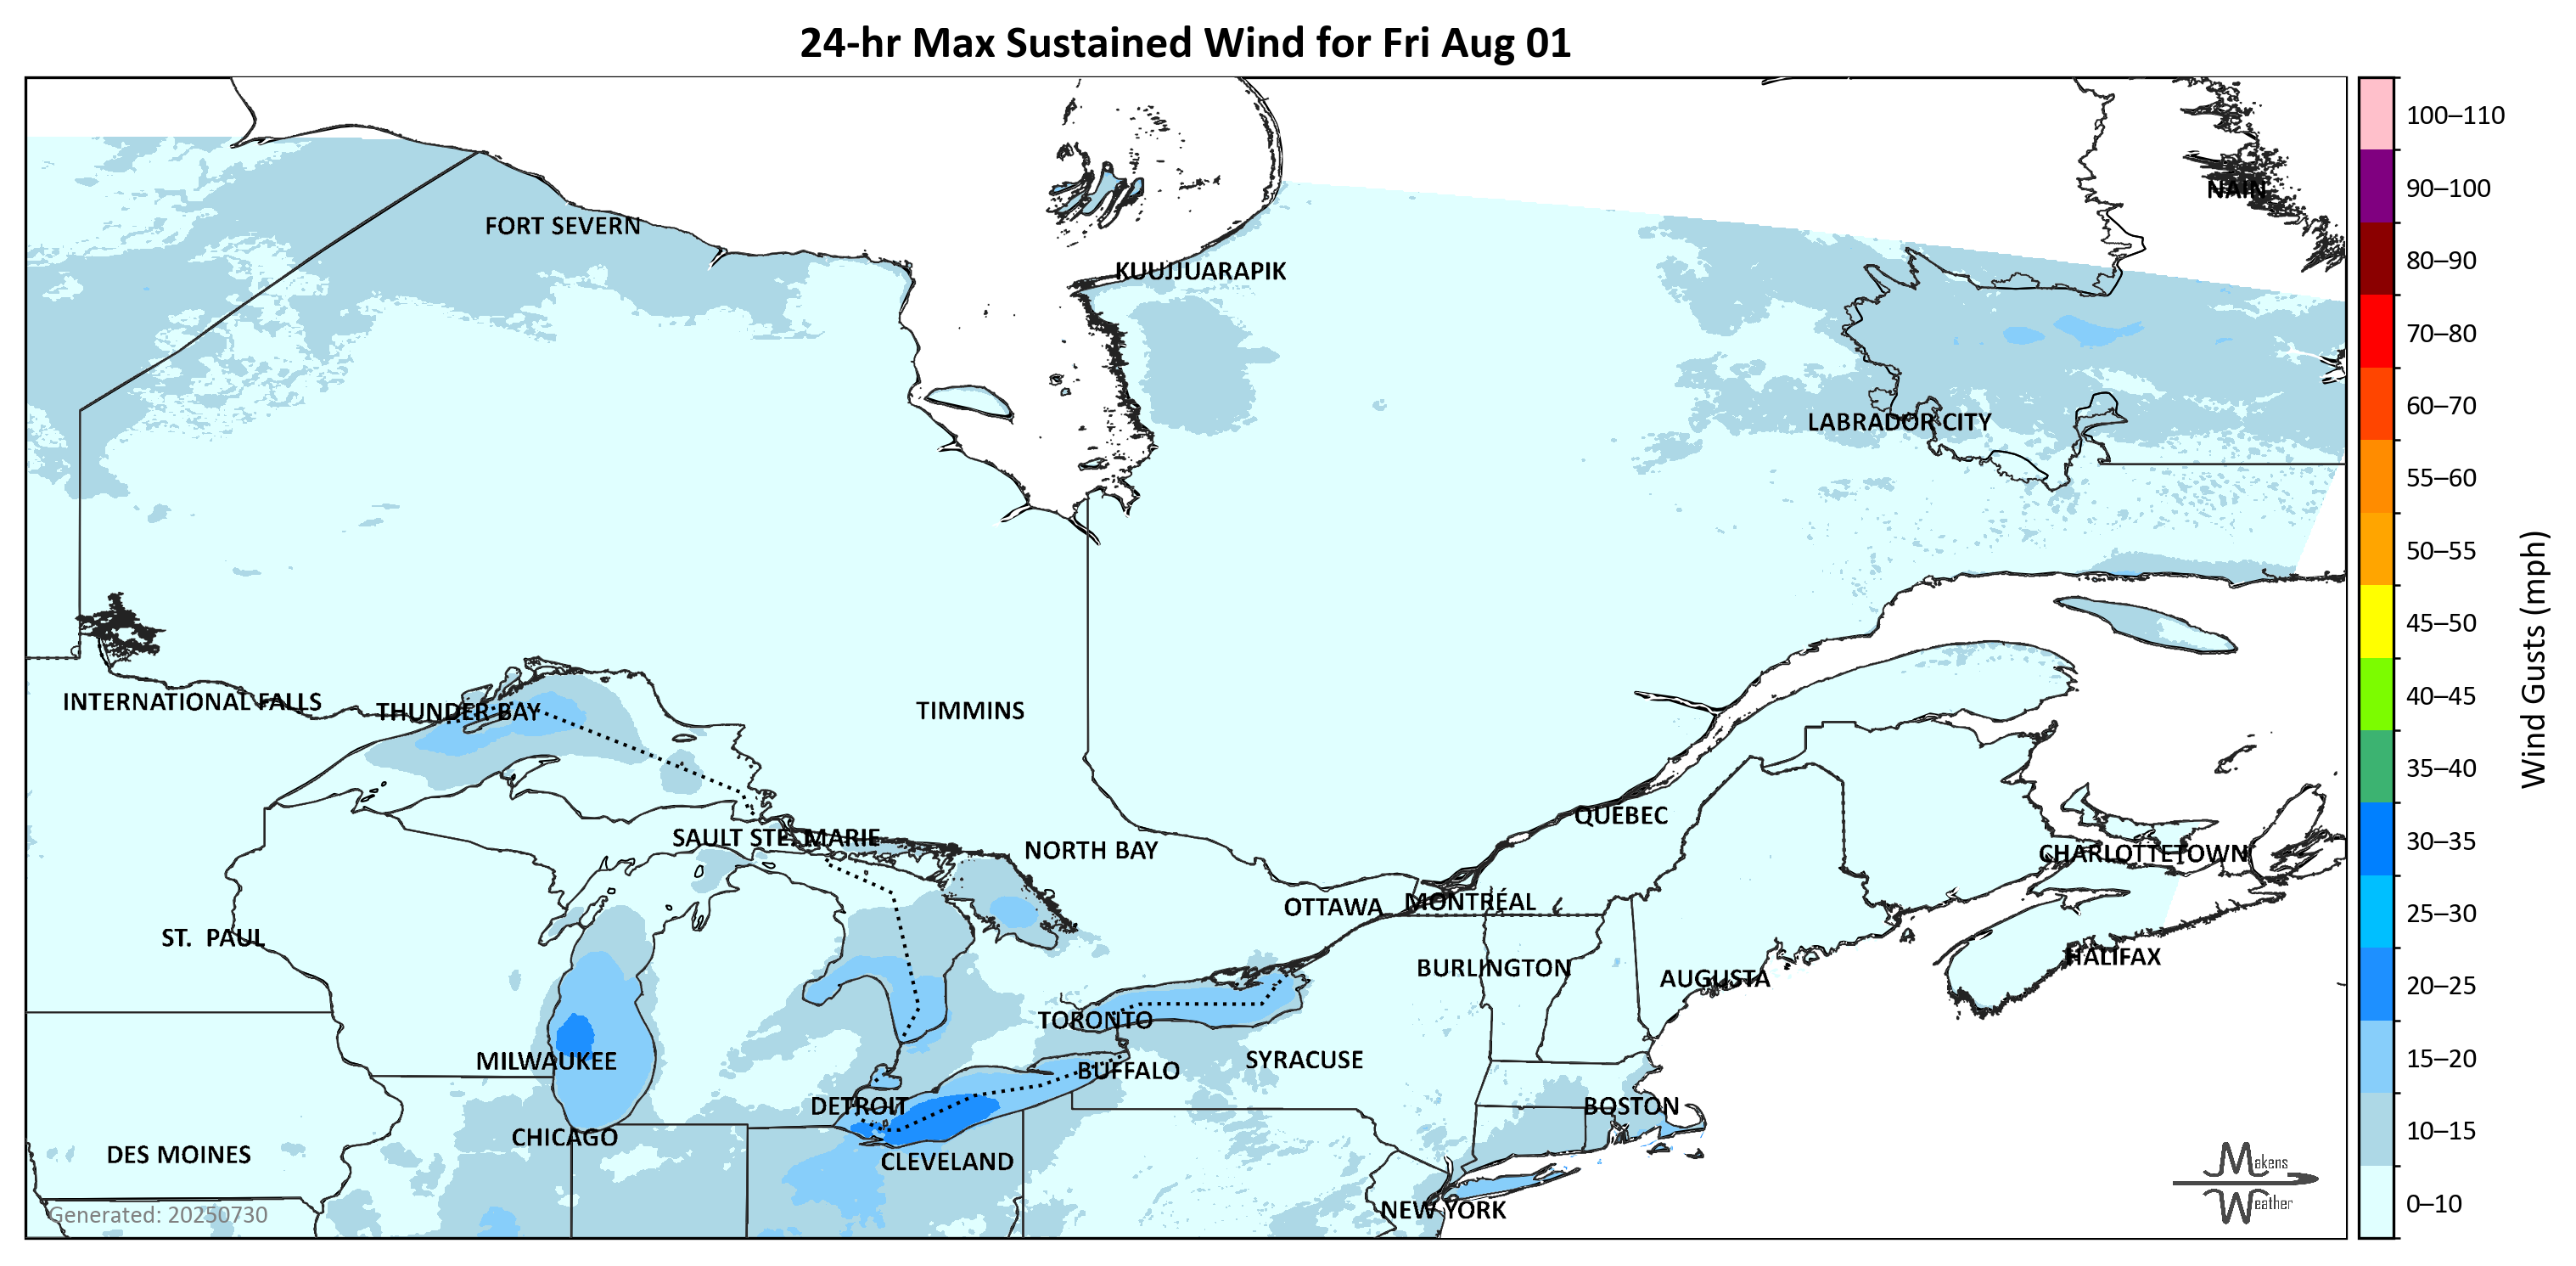 24-hr Max Sustained Wind for Fri Aug 01
100–110
90–100
NAIN
FORT SEVERN
80–90
KUUJJUARAPIK
70–80
60–70
LABRADOR CITY
55–60
50–55
45–50
Wind Gusts (mph)
40–45
INTERNATIONAL FALLS
THUNDER BAY
TIMMINS
35–40
QUÉBEC
SAULT STE. MARIE
30–35
NORTH BAY
CHARLOTTETOWN
OTTAWA
MONTRÉAL
25–30
ST. PAUL
HALIFAX
BURLINGTON
AUGUSTA
20–25
TORONTO
MILWAUKEE
SYRACUSE
15–20
BUFFALO
DETROIT
BOSTON
CHICAGO
10–15
DES MOINES
CLEVELAND
Makens
Weather
NEW YORK
0–10
Generated: 20250730